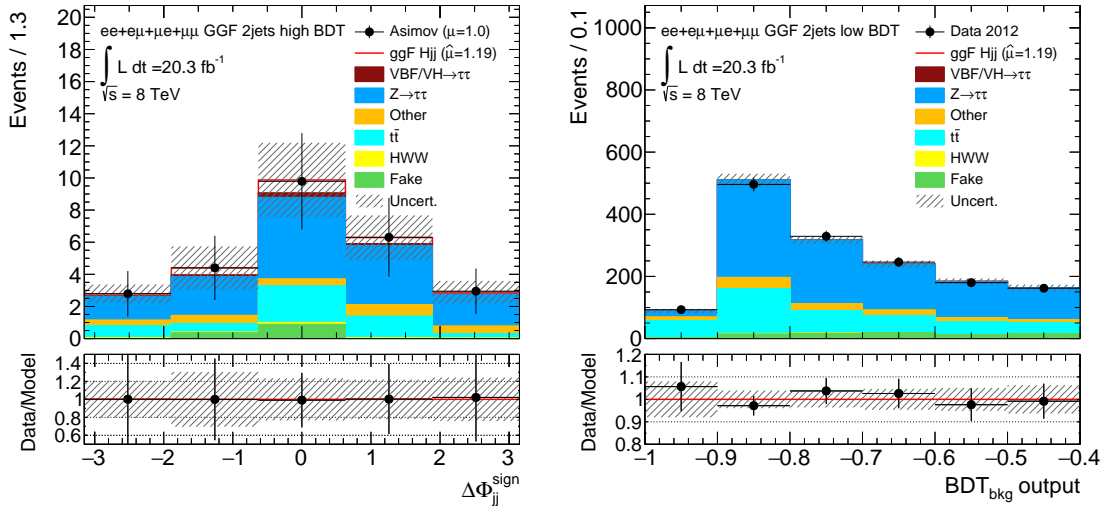 Events / 1.3
20
18
16
14
12
10
8
6
4
2
0
ee+eμ+μe+μμ GGF 2jets high BDT
∫ L dt =20.3 fb⁻¹
√s = 8 TeV
Asimov (μ=1.0)
ggF Hjj (μ̂=1.19)
VBF/VH→ττ
Z→ττ
Other
tt̄
HWW
Fake
Uncert.
Data/Model
1.4
1.2
1
0.8
0.6
−3 −2 −1 0 1 2 3
ΔΦ_jj^sign
Events / 0.1
1000
800
600
400
200
0
ee+eμ+μe+μμ GGF 2jets low BDT
∫ L dt =20.3 fb⁻¹
√s = 8 TeV
Data 2012
ggF Hjj (μ̂=1.19)
VBF/VH→ττ
Z→ττ
Other
tt̄
HWW
Fake
Uncert.
Data/Model
1.2
1.1
1
0.9
0.8
−1 −0.9 −0.8 −0.7 −0.6 −0.5 −0.4
BDT_bkg output